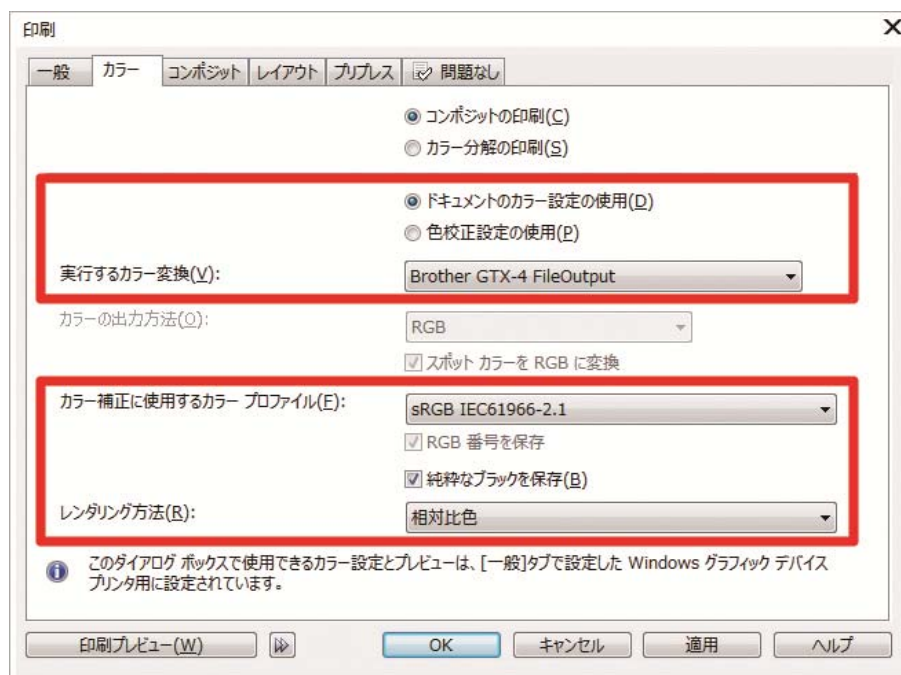 印刷
一般 カラー コンポジット レイアウト プリプレス 問題なし
コンポジットの印刷(C)
カラー分解の印刷(S)
ドキュメントのカラー設定の使用(D)
色校正設定の使用(P)
実行するカラー変換(V): Brother GTX-4 FileOutput
カラーの出力方法(O): RGB
スポット カラーを RGB に変換
カラー補正に使用するカラー プロファイル(F): sRGB IEC61966-2.1
RGB 番号を保存
純粋なブラックを保存(B)
レンダリング方法(R): 相対比色
このダイアログ ボックスで使用できるカラー設定とプレビューは、[一般]タブで設定した Windows グラフィック デバイス
プリンタ用に設定されています。
印刷プレビュー(W) OK キャンセル 適用 ヘルプ